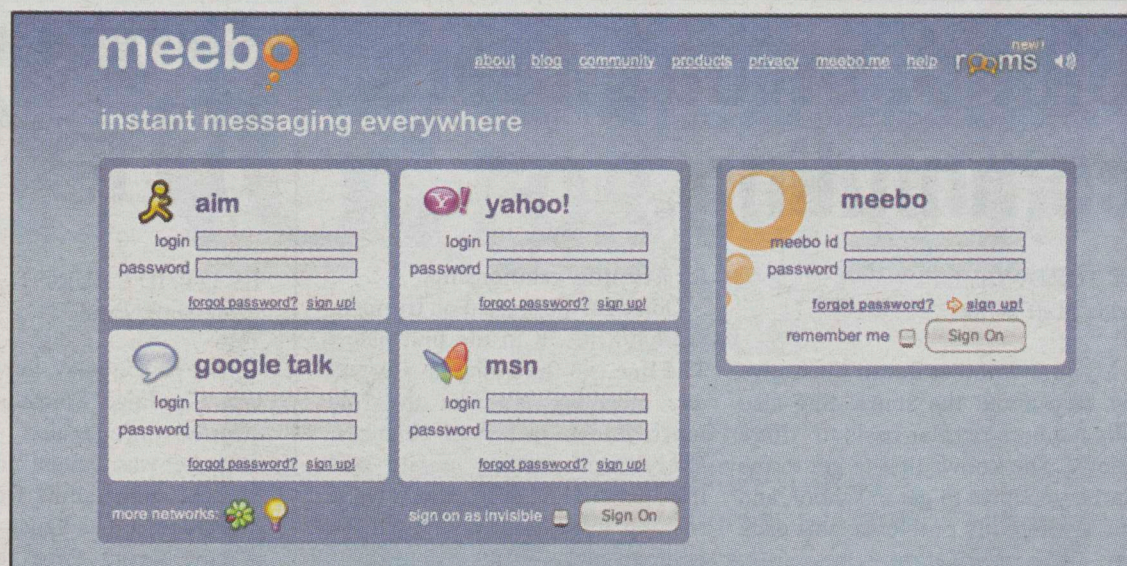 meebo
about blog community products privacy meebo me help rooms new!
instant messaging everywhere
aim
login
password
forgot password? sign up!
yahoo!
login
password
forgot password? sign up!
google talk
login
password
forgot password? sign up!
msn
login
password
forgot password? sign up!
more networks:
sign on as invisible Sign On
meebo
meebo id
password
forgot password? sign up!
remember me Sign On